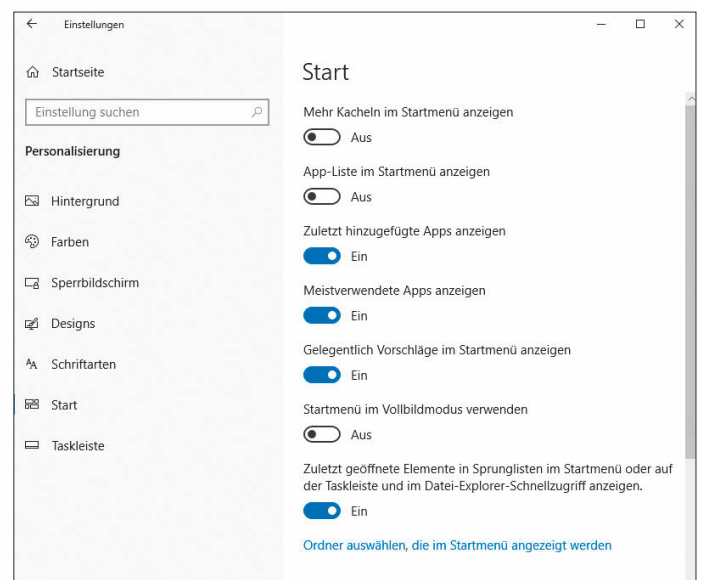 Einstellungen
Startseite
Einstellung suchen
Personalisierung
Hintergrund
Farben
Sperrbildschirm
Designs
Schriftarten
Start
Taskleiste
Start
Mehr Kacheln im Startmenü anzeigen
Aus
App-Liste im Startmenü anzeigen
Aus
Zuletzt hinzugefügte Apps anzeigen
Ein
Meistverwendete Apps anzeigen
Ein
Gelegentlich Vorschläge im Startmenü anzeigen
Ein
Startmenü im Vollbildmodus verwenden
Aus
Zuletzt geöffnete Elemente in Sprunglisten im Startmenü oder auf
der Taskleiste und im Datei-Explorer-Schnellzugriff anzeigen.
Ein
Ordner auswählen, die im Startmenü angezeigt werden